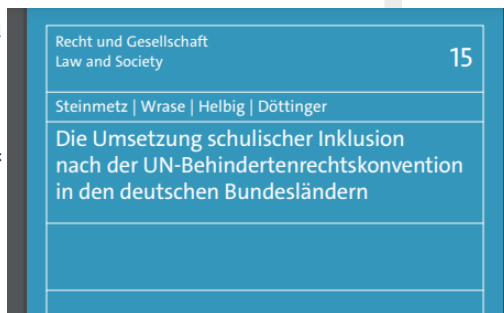 Recht und Gesellschaft
Law and Society
15
Steinmetz | Wrase | Helbig | Döttinger
Die Umsetzung schulischer Inklusion
nach der UN-Behindertenrechtskonvention
in den deutschen Bundesländern